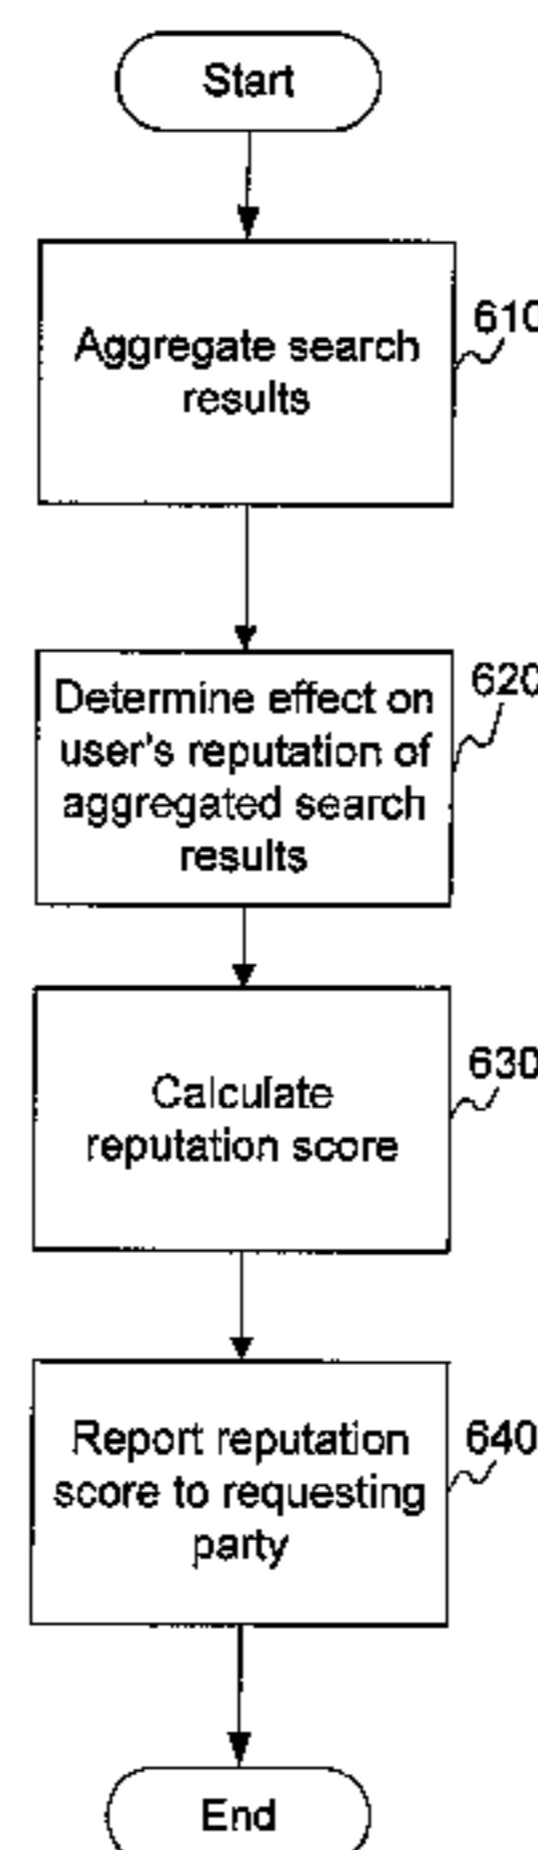 Start
Aggregate search
results
610
Determine effect on
user's reputation of
aggregated search
results
620
Calculate
reputation score
630
Report reputation
score to requesting
party
640
End